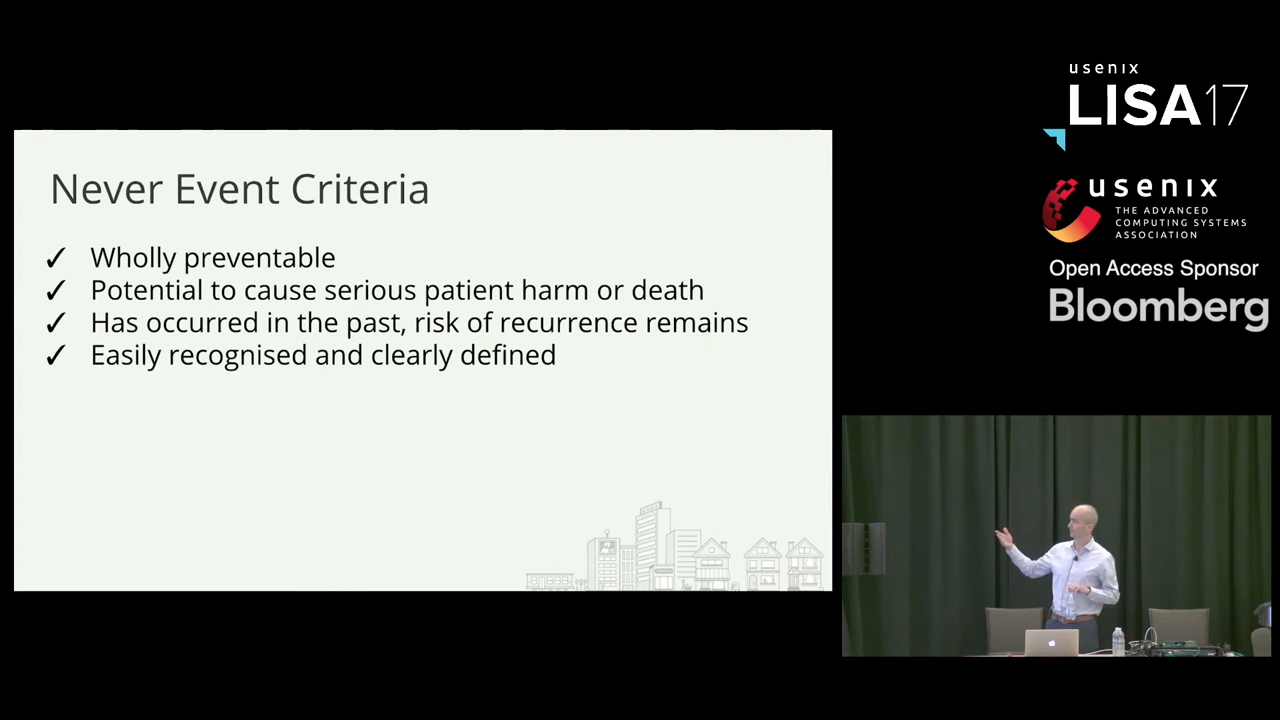 Never Event Criteria
✓ Wholly preventable
✓ Potential to cause serious patient harm or death
✓ Has occurred in the past, risk of recurrence remains
✓ Easily recognised and clearly defined
usenix
LISA17
usenix
THE ADVANCED
COMPUTING SYSTEMS
ASSOCIATION
Open Access Sponsor
Bloomberg